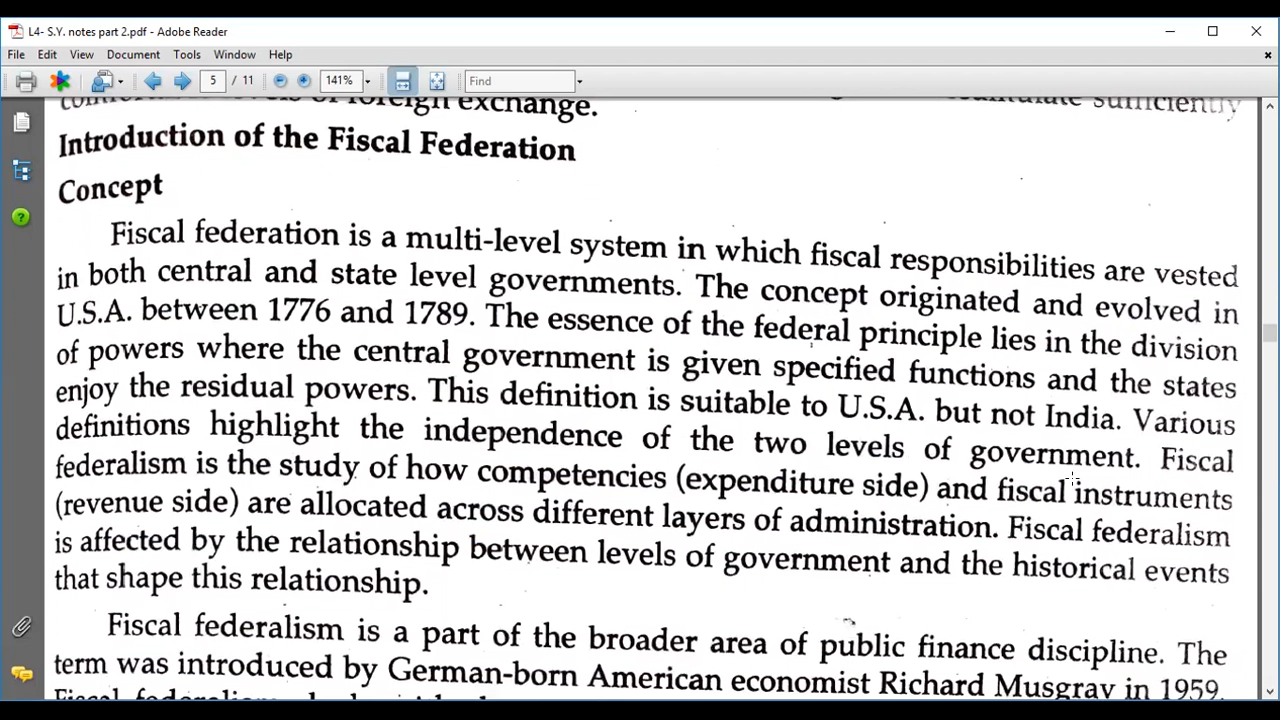 L4- S.Y. notes part 2.pdf - Adobe Reader
File Edit View Document Tools Window Help
5 / 11 141% Find
of foreign exchange. sufficiently
Introduction of the Fiscal Federation
Concept
Fiscal federation is a multi-level system in which fiscal responsibilities are vested
in both central and state level governments. The concept originated and evolved in
U.S.A. between 1776 and 1789. The essence of the federal principle lies in the division
of powers where the central government is given specified functions and the states
enjoy the residual powers. This definition is suitable to U.S.A. but not India. Various
definitions highlight the independence of the two levels of government. Fiscal
federalism is the study of how competencies (expenditure side) and fiscal instruments
(revenue side) are allocated across different layers of administration. Fiscal federalism
is affected by the relationship between levels of government and the historical events
that shape this relationship.
Fiscal federalism is a part of the broader area of public finance discipline. The
term was introduced by German-born American economist Richard Musgrav in 1959.
Fiscal federalism